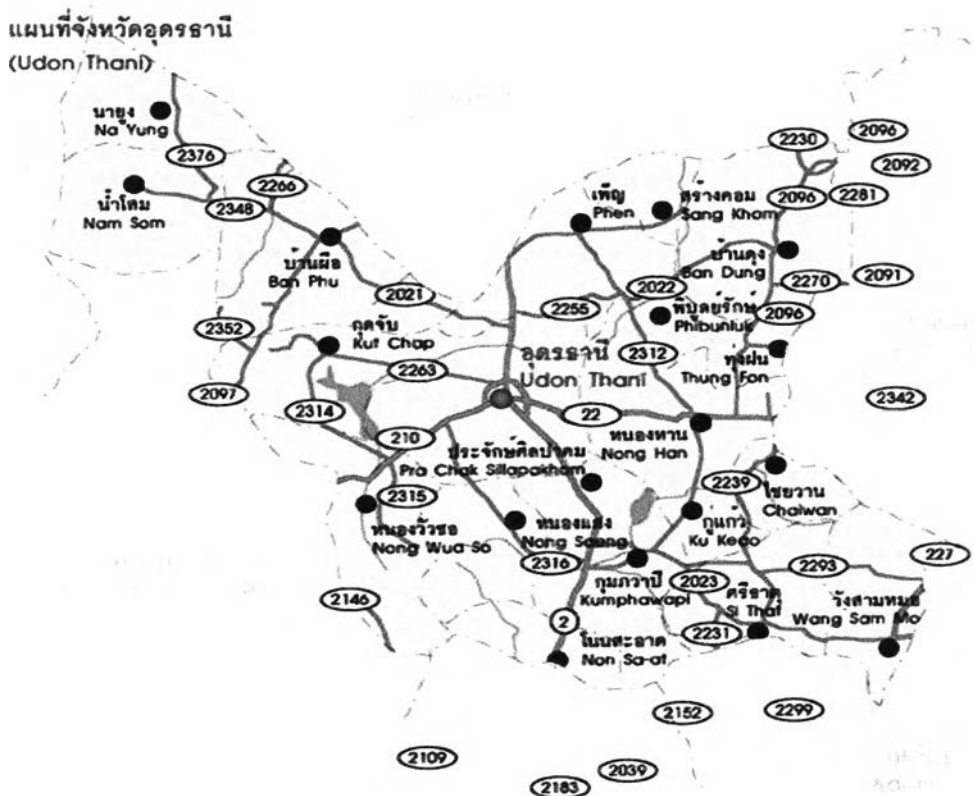 แผนที่จังหวัดอุดรธานี
(Udon Thani)
นายูง
Na Yung
2376
2266
น้ำโสม
Nam Som
2348
2230
2096
2092
เพ็ญ
Phen
สร้างคอม
Sang Khom
2096
2281
บ้านผือ
Ban Phu
บ้านดุง
Ban Dung
2021
2022
2270
2091
2255
พิบูลย์รักษ์
Phibunluk
2096
2352
กุดจับ
Kut Chap
2312
ทุ่งฝน
Thung Fon
2263
อุดรธานี
Udon Thani
2097
2314
22
2342
210
หนองหาน
Nong Han
ประจักษ์ศิลปาคม
Pra Chak Sillapakham
2239
ไชยวาน
Chaiwan
2315
หนองวัวซอ
Nong Wua So
หนองแสง
Nong Saeng
กู่แก้ว
Ku Keao
2316
227
2293
กุมภวาปี
Kumphawapi
2023
ศรีธาตุ
Si That
วังสามหมอ
Wang Sam Mo
2146
2
2231
โนนสะอาด
Non Sa-at
2152
2299
2109
2039
2183